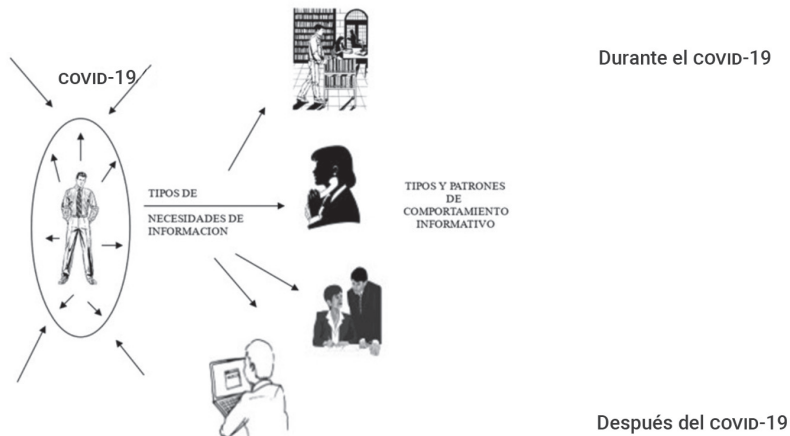 Durante el COVID-19
COVID-19
TIPOS DE
NECESIDADES DE
INFORMACION
TIPOS Y PATRONES
DE
COMPORTAMIENTO
INFORMATIVO
Después del COVID-19